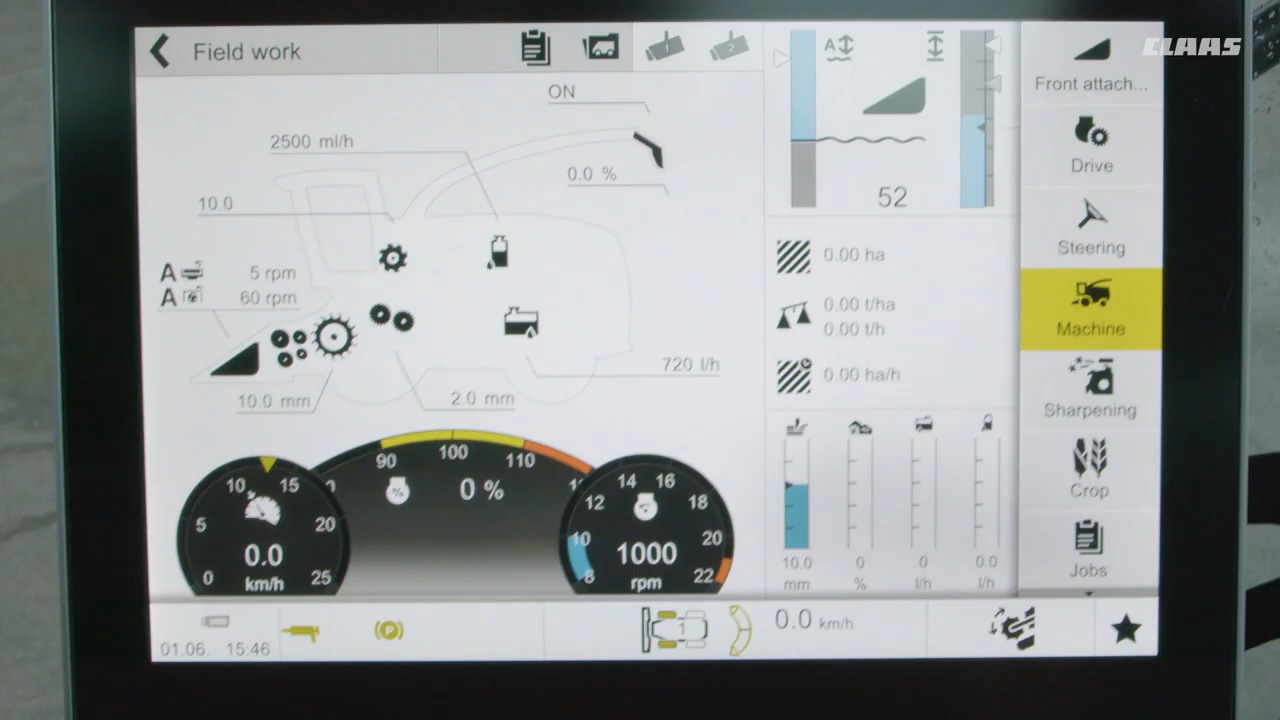 CLAAS
Field work
1
2
A
Front attach...
ON
2500 ml/h
0.0 %
10.0
52
Drive
Steering
A 5 rpm
A 60 rpm
0.00 ha
0.00 t/ha
0.00 t/h
Machine
720 l/h
10.0 mm
2.0 mm
0.00 ha/h
Sharpening
90 100 110
%
0 %
0 5 10 15 20 25
0.0
km/h
8 10 12 14 16 18 20 22
1000
rpm
10.0 0 0 0.0
mm % l/h l/h
Crop
Jobs
01.06. 15:46
P
1
0.0 km/h